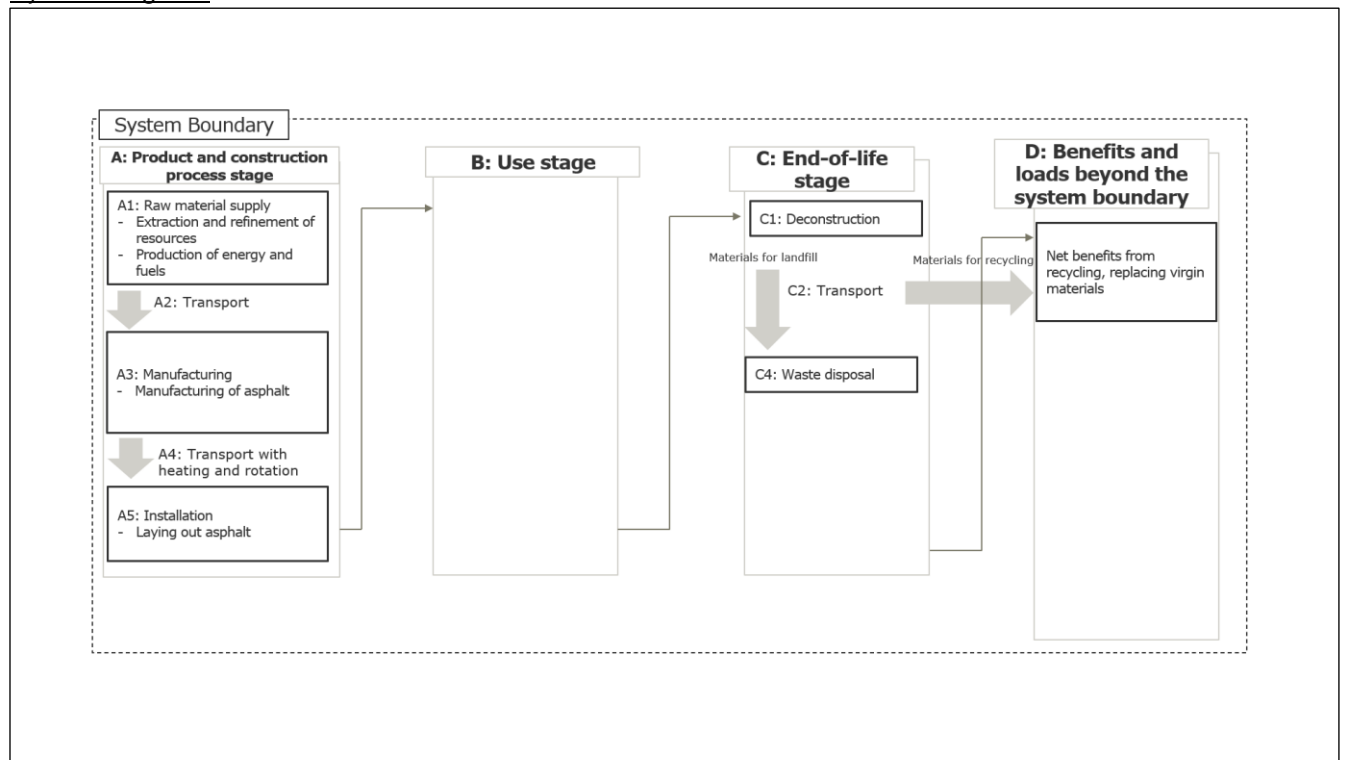 System Boundary
A: Product and construction
process stage
A1: Raw material supply
- Extraction and refinement of
resources
- Production of energy and
fuels
A2: Transport
A3: Manufacturing
- Manufacturing of asphalt
A4: Transport with
heating and rotation
A5: Installation
- Laying out asphalt
B: Use stage
C: End-of-life
stage
C1: Deconstruction
Materials for landfill
C2: Transport
Materials for recycling
C4: Waste disposal
D: Benefits and
loads beyond the
system boundary
Net benefits from
recycling, replacing virgin
materials